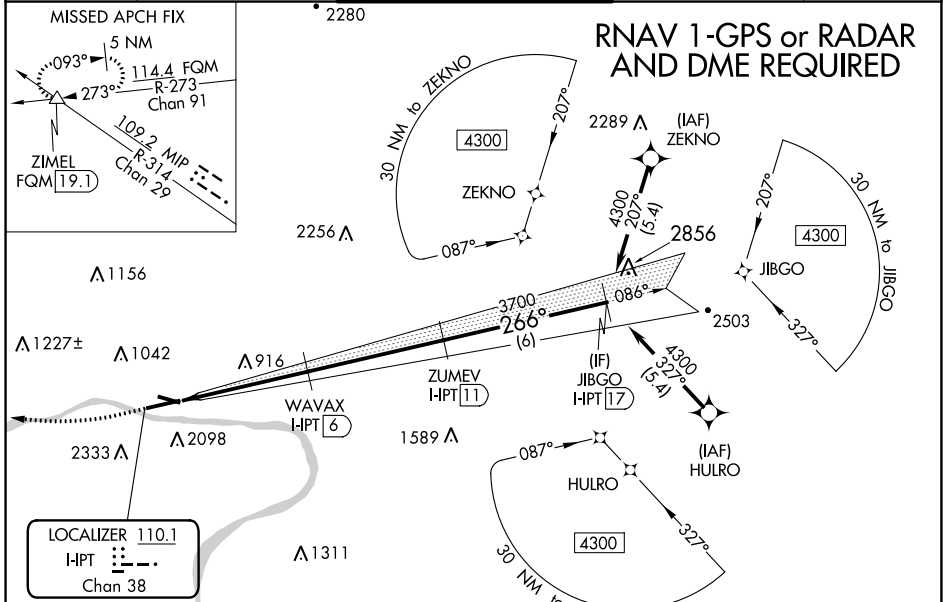 MISSED APCH FIX
5 NM
093°
114.4 FQM
R-273
Chan 91
273°
109.2 MIP
R-314
Chan 29
ZIMEL
FQM 19.1
2280
RNAV 1-GPS or RADAR
AND DME REQUIRED
30 NM to ZEKNO
207°
4300
ZEKNO
087°
2289
(IAF)
ZEKNO
4300
207°
(5.4)
2256
2856
207°
30 NM to JIBGO
4300
JIBGO
327°
1156
3700
266°
(6)
086°
2503
1227±
1042
916
ZUMEV
I-IPT 11
(IF)
JIBGO
I-IPT 17
4300
327°
(5.4)
WAVAX
I-IPT 6
2098
2333
1589
(IAF)
HULRO
087°
HULRO
327°
4300
30 NM to
LOCALIZER 110.1
I-IPT
Chan 38
1311